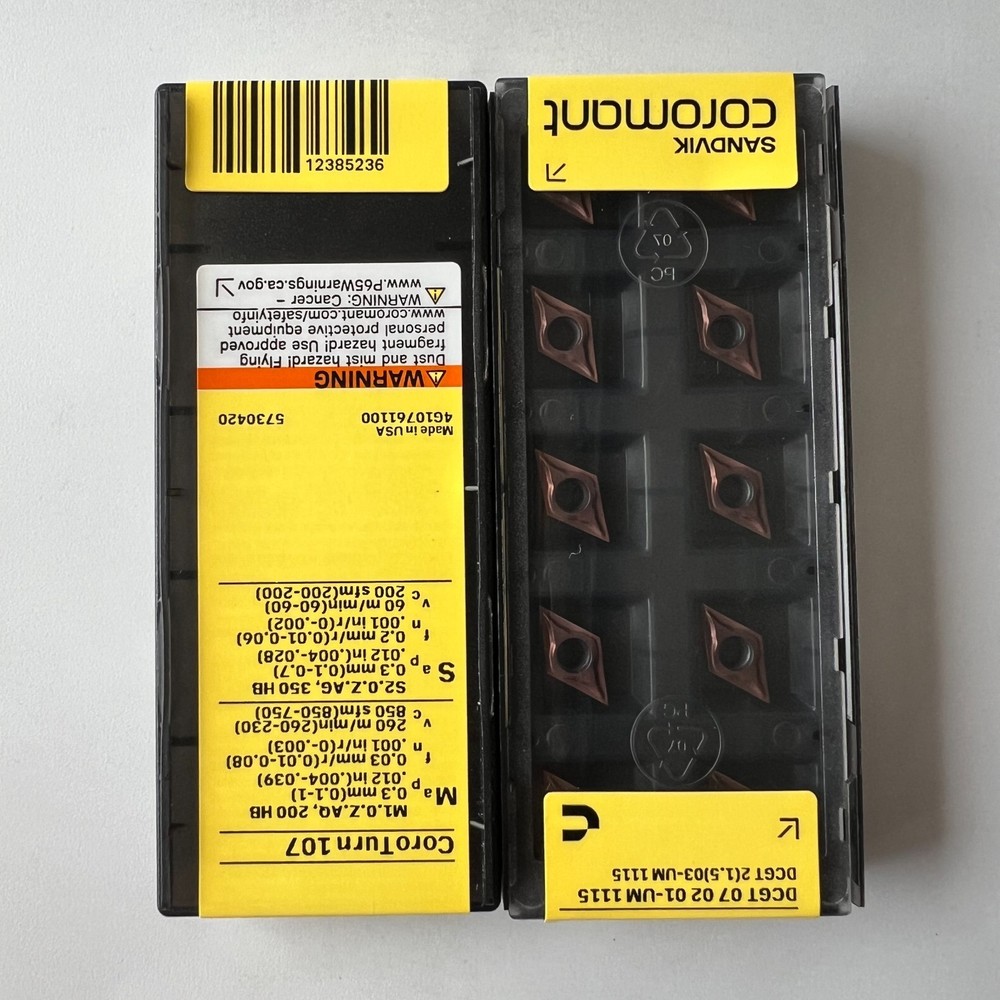 12385236
CoroTurn 107
M M1.0.Z.AQ, 200 HB
ap 0.3 mm(0.1-1)
.012 in(.004-.039)
fn 0.03 mm/r(0.01-0.08)
.001 in/r(0-.003)
vc 260 m/min(260-230)
850 sfm(850-750)
S S2.0.Z.AG, 350 HB
ap 0.3 mm(0.1-0.7)
.012 in(.004-.028)
fn 0.2 mm/r(0.01-0.06)
.001 in/r(0-.002)
vc 60 m/min(60-60)
200 sfm(200-200)
Made in USA
4G10761100 5730420
WARNING
Dust and mist hazard! Flying
fragment hazard! Use approved
personal protective equipment
www.coromant.com/safetyinfo
WARNING: Cancer –
www.P65Warnings.ca.gov
DCGT 07 02 01-UM 1115
DCGT 2(1.5)03-UM 1115
07
PG
07
PC
SANDVIK
coromant